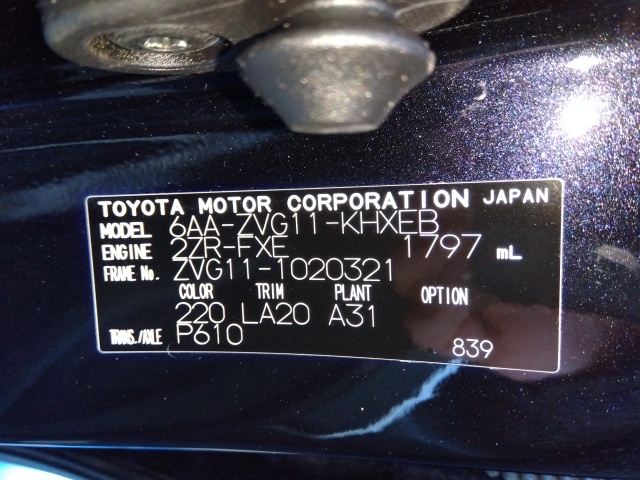 TOYOTA MOTOR CORPORATION JAPAN
MODEL 6AA-ZVG11-KHXEB
ENGINE 2ZR-FXE 1797 mL
FRAME No. ZVG11-1020321
COLOR TRIM PLANT OPTION
220 LA20 A31
TRANS./AXLE P610
839